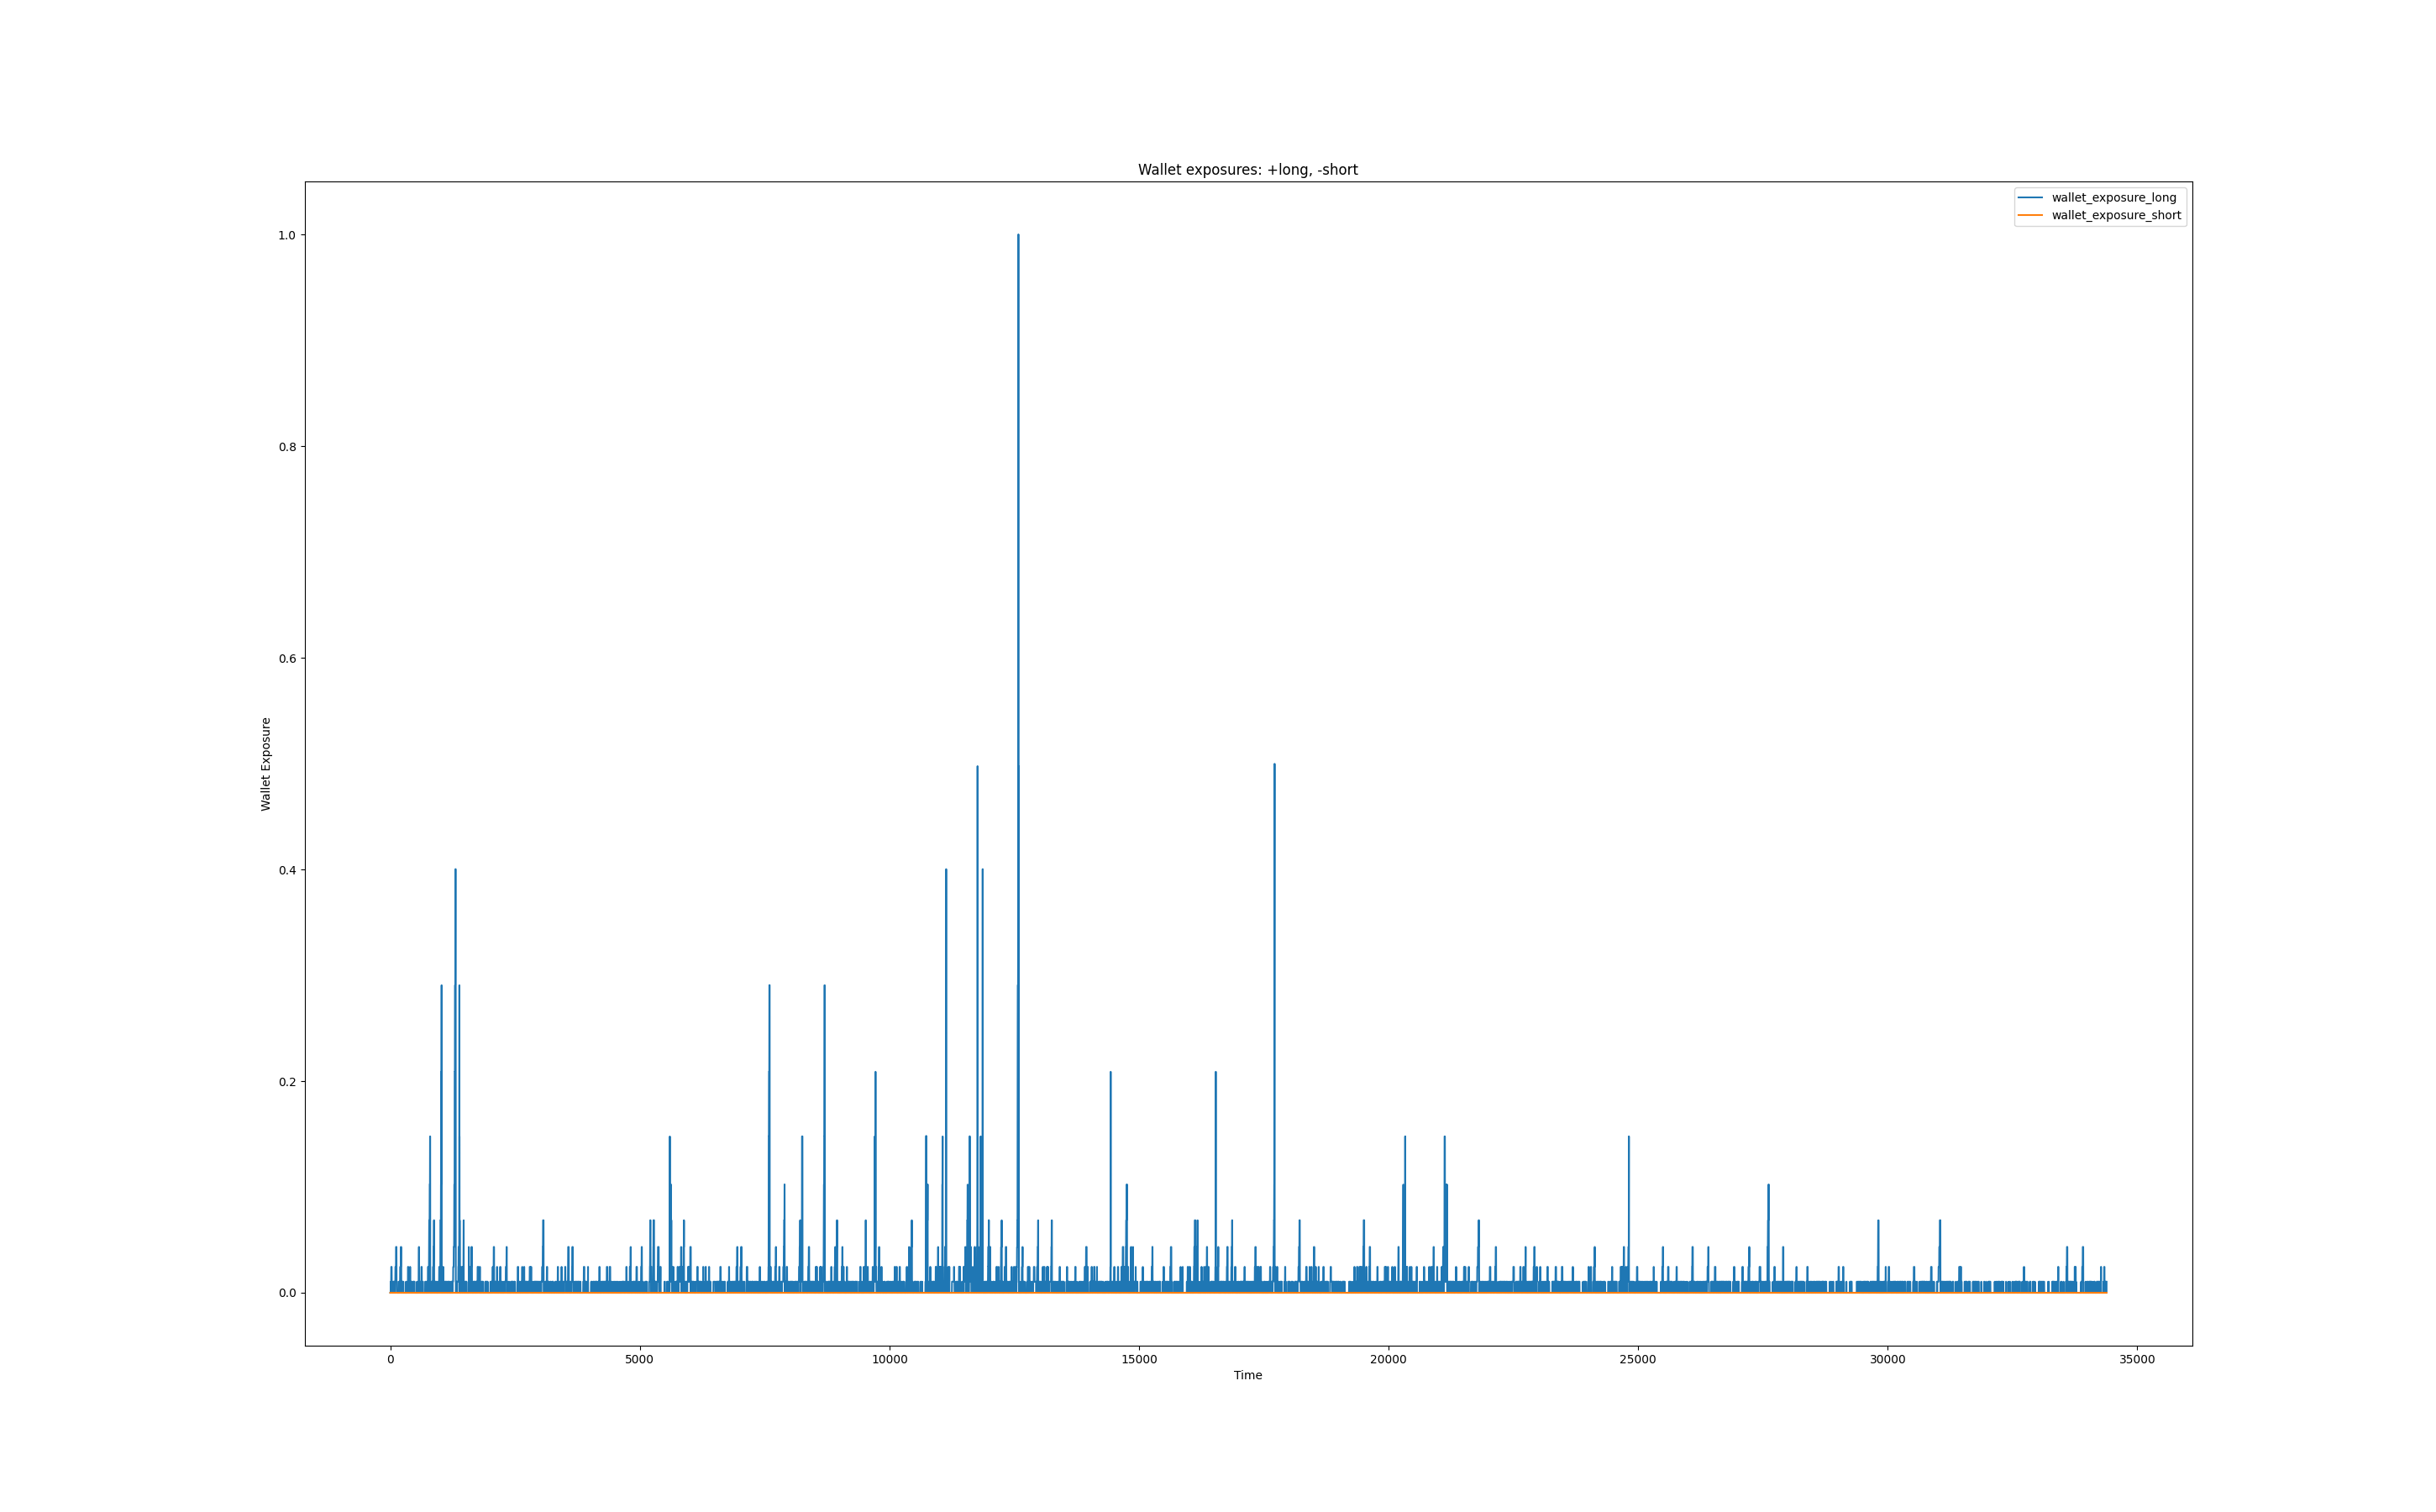 Wallet exposures: +long, -short
wallet_exposure_long
wallet_exposure_short
1.0
0.8
0.6
0.4
0.2
0.0
Wallet Exposure
0 5000 10000 15000 20000 25000 30000 35000
Time